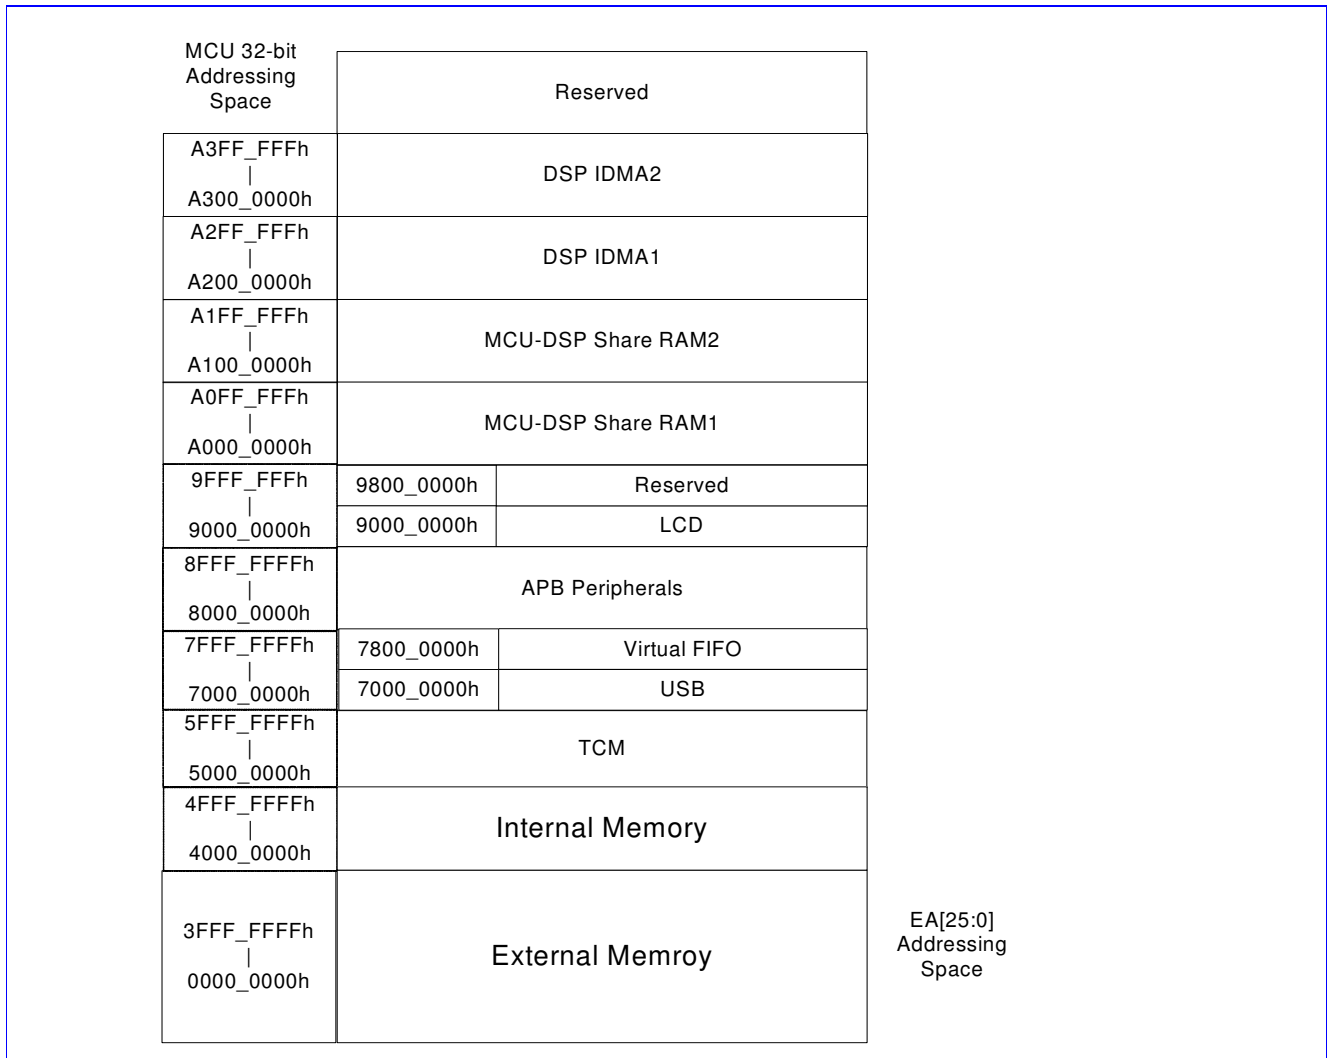 MCU 32-bit
Addressing
Space
Reserved
A3FF_FFFh
|
A300_0000h
DSP IDMA2
A2FF_FFFh
|
A200_0000h
DSP IDMA1
A1FF_FFFh
|
A100_0000h
MCU-DSP Share RAM2
A0FF_FFFh
|
A000_0000h
MCU-DSP Share RAM1
9FFF_FFFh
|
9000_0000h
9800_0000h Reserved
9000_0000h LCD
8FFF_FFFFh
|
8000_0000h
APB Peripherals
7FFF_FFFFh
|
7000_0000h
7800_0000h Virtual FIFO
7000_0000h USB
5FFF_FFFFh
|
5000_0000h
TCM
4FFF_FFFFh
|
4000_0000h
Internal Memory
3FFF_FFFFh
|
0000_0000h
External Memroy
EA[25:0]
Addressing
Space